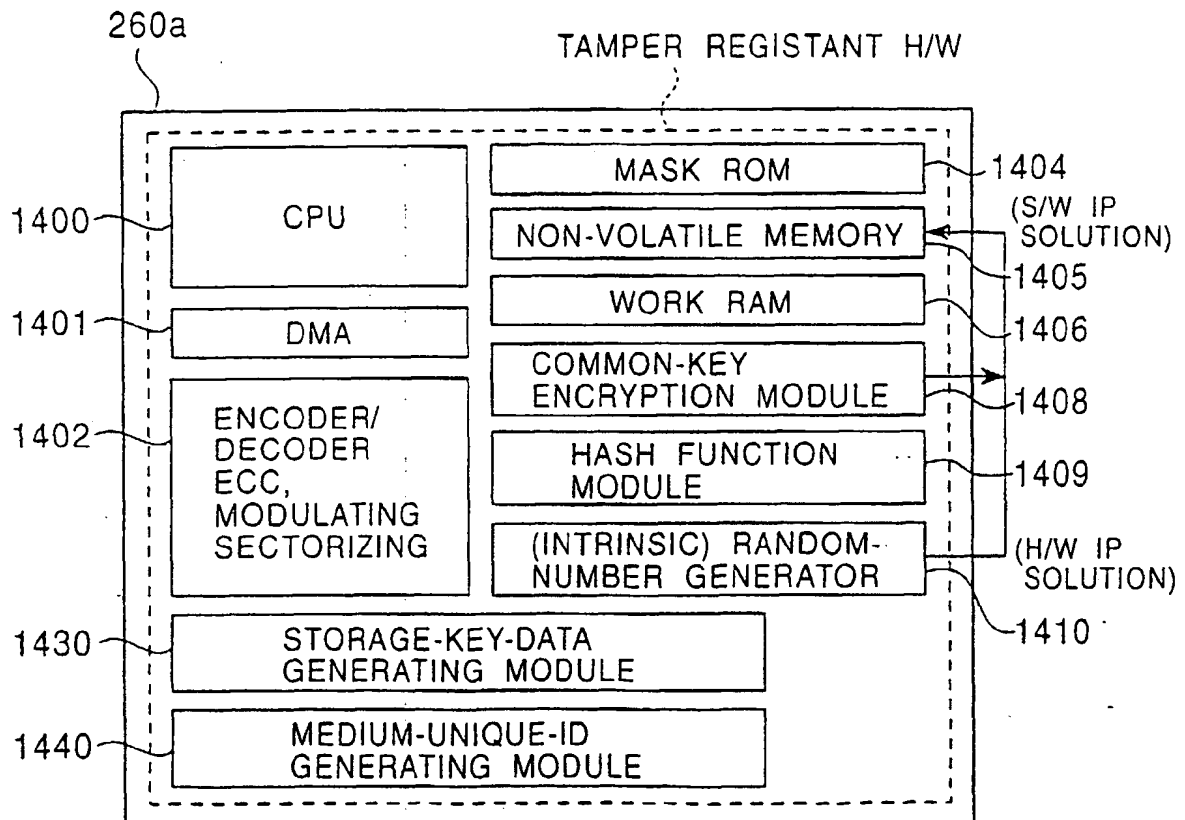 260a
TAMPER REGISTANT H/W
1400
CPU
MASK ROM
1404
(S/W IP
SOLUTION)
NON-VOLATILE MEMORY
1405
1401
DMA
WORK RAM
1406
1402
ENCODER/
DECODER
ECC,
MODULATING
SECTORIZING
COMMON-KEY
ENCRYPTION MODULE
1408
HASH FUNCTION
MODULE
1409
(INTRINSIC) RANDOM-
NUMBER GENERATOR
(H/W IP
SOLUTION)
1410
1430
STORAGE-KEY-DATA
GENERATING MODULE
1440
MEDIUM-UNIQUE-ID
GENERATING MODULE